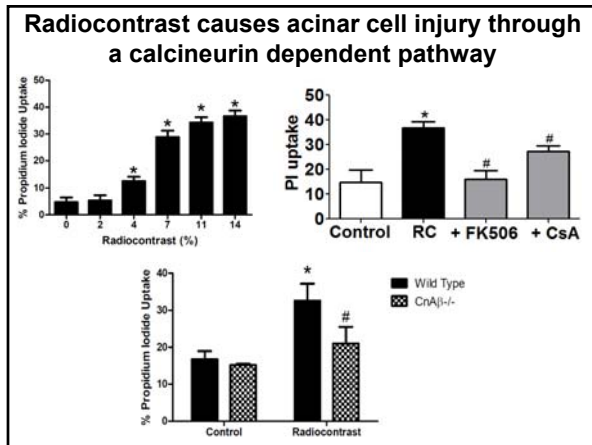 Radiocontrast causes acinar cell injury through
a calcineurin dependent pathway
% Propidium Iodide Uptake
50
40
30
20
10
0
*
*
*
*
0 2 4 7 11 14
Radiocontrast (%)
PI uptake
50
40
30
20
10
0
*
#
#
Control RC + FK506 + CsA
% Propidium Iodide Uptake
40
30
20
10
0
*
#
Control Radiocontrast
Wild Type
CnAβ-/-